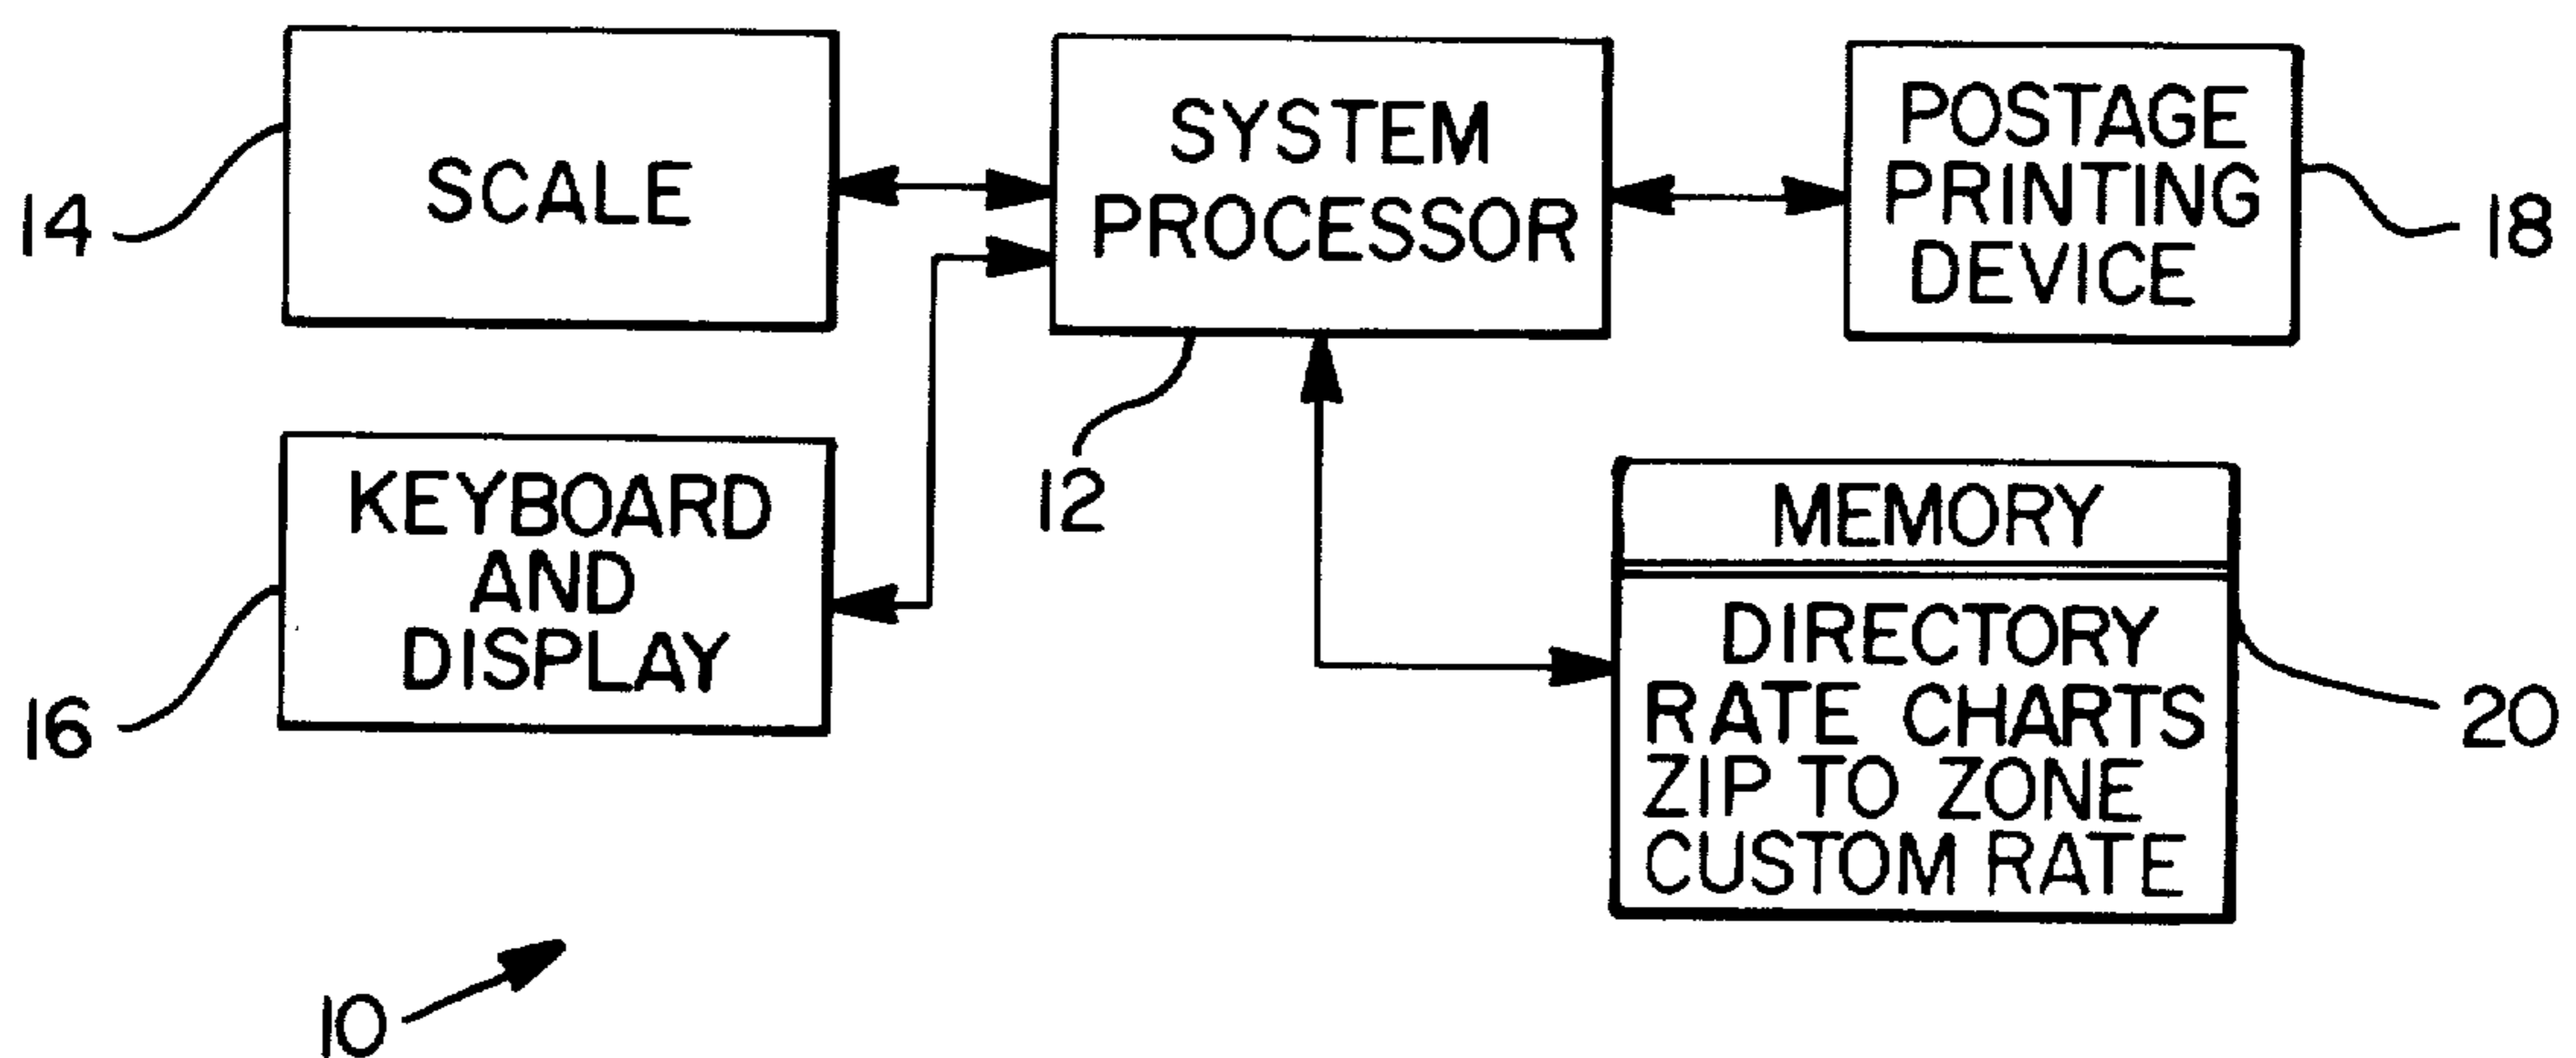 SCALE
14
SYSTEM
PROCESSOR
12
POSTAGE
PRINTING
DEVICE
18
KEYBOARD
AND
DISPLAY
16
MEMORY
DIRECTORY
RATE CHARTS
ZIP TO ZONE
CUSTOM RATE
20
10